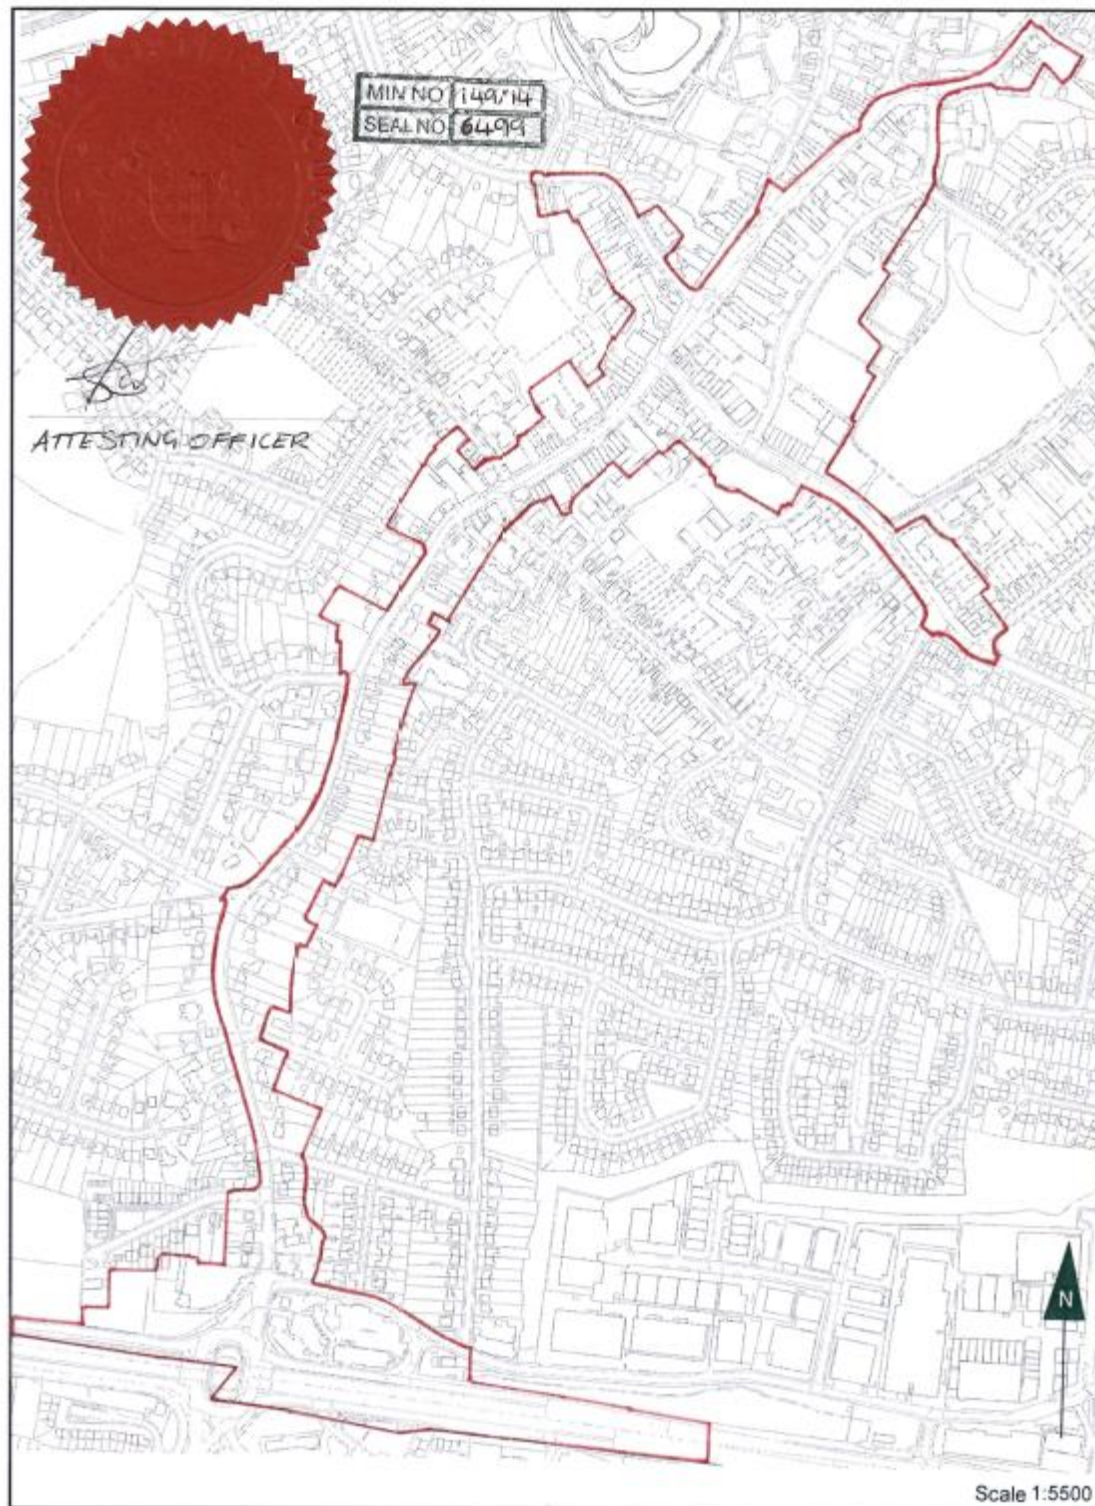 MIN NO 149/14
SEAL NO 6499
ATTESTING OFFICER
N
Scale 1:5500